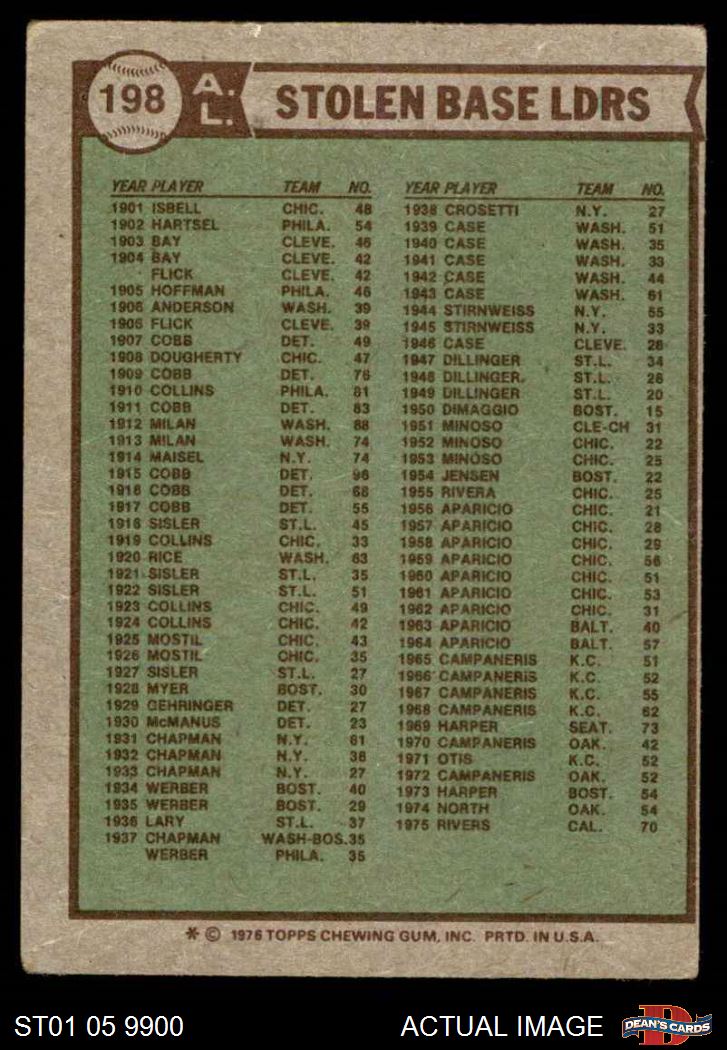 198
A.
L.
STOLEN BASE LDRS
YEAR PLAYER TEAM NO.
1901 ISBELL CHIC. 48
1902 HARTSEL PHILA. 54
1903 BAY CLEVE. 46
1904 BAY CLEVE. 42
FLICK CLEVE. 42
1905 HOFFMAN PHILA. 46
1906 ANDERSON WASH. 39
1906 FLICK CLEVE. 39
1907 COBB DET. 49
1908 DOUGHERTY CHIC. 47
1909 COBB DET. 76
1910 COLLINS PHILA. 81
1911 COBB DET. 83
1912 MILAN WASH. 88
1913 MILAN WASH. 74
1914 MAISEL N.Y. 74
1915 COBB DET. 96
1916 COBB DET. 68
1917 COBB DET. 55
1918 SISLER ST.L. 45
1919 COLLINS CHIC. 33
1920 RICE WASH. 63
1921 SISLER ST.L. 35
1922 SISLER ST.L. 51
1923 COLLINS CHIC. 49
1924 COLLINS CHIC. 42
1925 MOSTIL CHIC. 43
1926 MOSTIL CHIC. 35
1927 SISLER ST.L. 27
1928 MYER BOST. 30
1929 GEHRINGER DET. 27
1930 McMANUS DET. 23
1931 CHAPMAN N.Y. 61
1932 CHAPMAN N.Y. 38
1933 CHAPMAN N.Y. 27
1934 WERBER BOST. 40
1935 WERBER BOST. 29
1936 LARY ST.L. 37
1937 CHAPMAN WASH-BOS. 35
WERBER PHILA. 35
YEAR PLAYER TEAM NO.
1938 CROSETTI N.Y. 27
1939 CASE WASH. 51
1940 CASE WASH. 35
1941 CASE WASH. 33
1942 CASE WASH. 44
1943 CASE WASH. 61
1944 STIRNWEISS N.Y. 55
1945 STIRNWEISS N.Y. 33
1946 CASE CLEVE. 28
1947 DILLINGER ST.L. 34
1948 DILLINGER. ST.L. 28
1949 DILLINGER ST.L. 20
1950 DIMAGGIO BOST. 15
1951 MINOSO CLE-CH 31
1952 MINOSO CHIC. 22
1953 MINOSO CHIC. 25
1954 JENSEN BOST. 22
1955 RIVERA CHIC. 25
1956 APARICIO CHIC. 21
1957 APARICIO CHIC. 28
1958 APARICIO CHIC. 29
1959 APARICIO CHIC. 56
1960 APARICIO CHIC. 51
1961 APARICIO CHIC. 53
1962 APARICIO CHIC. 31
1963 APARICIO BALT. 40
1964 APARICIO BALT. 57
1965 CAMPANERIS K.C. 51
1966 CAMPANERIS K.C. 52
1967 CAMPANERIS K.C. 55
1968 CAMPANERIS K.C. 62
1969 HARPER SEAT. 73
1970 CAMPANERIS OAK. 42
1971 OTIS K.C. 52
1972 CAMPANERIS OAK. 52
1973 HARPER BOST. 54
1974 NORTH OAK. 54
1975 RIVERS CAL. 70
* © 1976 TOPPS CHEWING GUM, INC. PRTD. IN U.S.A.
ST01 05 9900
ACTUAL IMAGE
D
DEAN'S CARDS